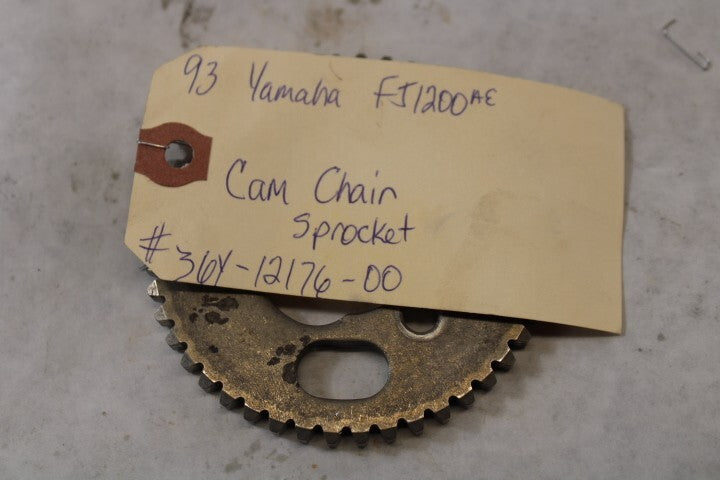 93 Yamaha FJ1200AE
Cam Chain
Sprocket
# 36Y-12176-00